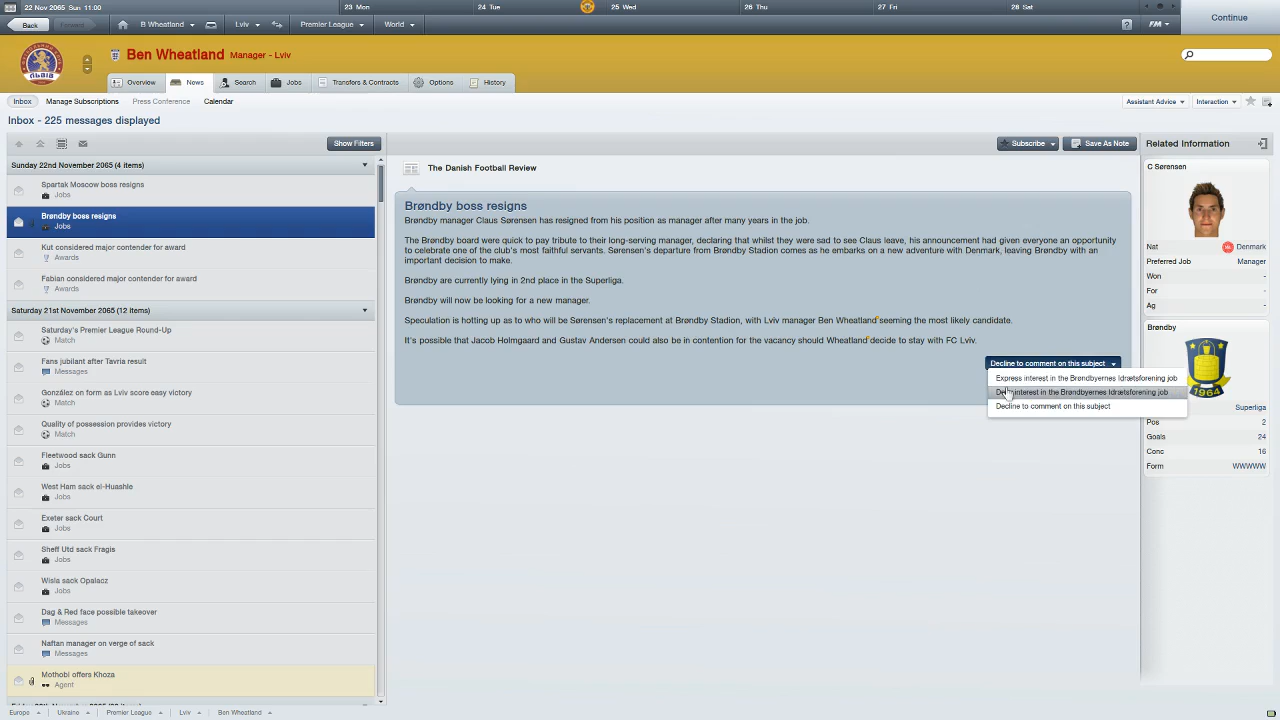 22 Nov 2065 Sun 11:00
23 Mon
24 Tue
25 Wed
26 Thu
27 Fri
28 Sat
Back
Forward
B Wheatland
Lviv
Premier League
World
?
FM
Continue
Ben Wheatland
Manager - Lviv
Overview
News
Search
Jobs
Transfers & Contracts
Options
History
Inbox
Manage Subscriptions
Press Conference
Calendar
Assistant Advice
Interaction
Inbox - 225 messages displayed
Show Filters
Subscribe
Save As Note
Related Information
Sunday 22nd November 2065 (4 items)
Spartak Moscow boss resigns
Jobs
Brøndby boss resigns
Jobs
Kut considered major contender for award
Awards
Fabian considered major contender for award
Awards
Saturday 21st November 2065 (12 items)
Saturday's Premier League Round-Up
Match
Fans jubilant after Tavria result
Messages
González on form as Lviv score easy victory
Match
Quality of possession provides victory
Match
Fleetwood sack Gunn
Jobs
West Ham sack el-Huashle
Jobs
Exeter sack Court
Jobs
Sheff Utd sack Fragis
Jobs
Wisla sack Opalacz
Jobs
Dag & Red face possible takeover
Messages
Naftan manager on verge of sack
Messages
Mothobi offers Khoza
Agent
The Danish Football Review
Brøndby boss resigns
Brøndby manager Claus Sørensen has resigned from his position as manager after many years in the job.
The Brøndby board were quick to pay tribute to their long-serving manager, declaring that whilst they were sad to see Claus leave, his announcement had given everyone an opportunity
to celebrate one of the club's most faithful servants. Sørensen's departure from Brøndby Stadion comes as he embarks on a new adventure with Denmark, leaving Brøndby with an
important decision to make.
Brøndby are currently lying in 2nd place in the Superliga.
Brøndby will now be looking for a new manager.
Speculation is hotting up as to who will be Sørensen's replacement at Brøndby Stadion, with Lviv manager Ben Wheatland seeming the most likely candidate.
It's possible that Jacob Holmgaard and Gustav Andersen could also be in contention for the vacancy should Wheatland decide to stay with FC Lviv.
Decline to comment on this subject
Express interest in the Brøndbyernes Idrætsforening job
interest in the Brøndbyernes Idrætsforening job
Decline to comment on this subject
C Sørensen
Nat
Denmark
Preferred Job
Manager
Won -
For -
Ag -
Brøndby
1964
Superliga
Pos 2
Goals 24
Conc 16
Form WWWWW
Europe
Ukraine
Premier League
Lviv
Ben Wheatland